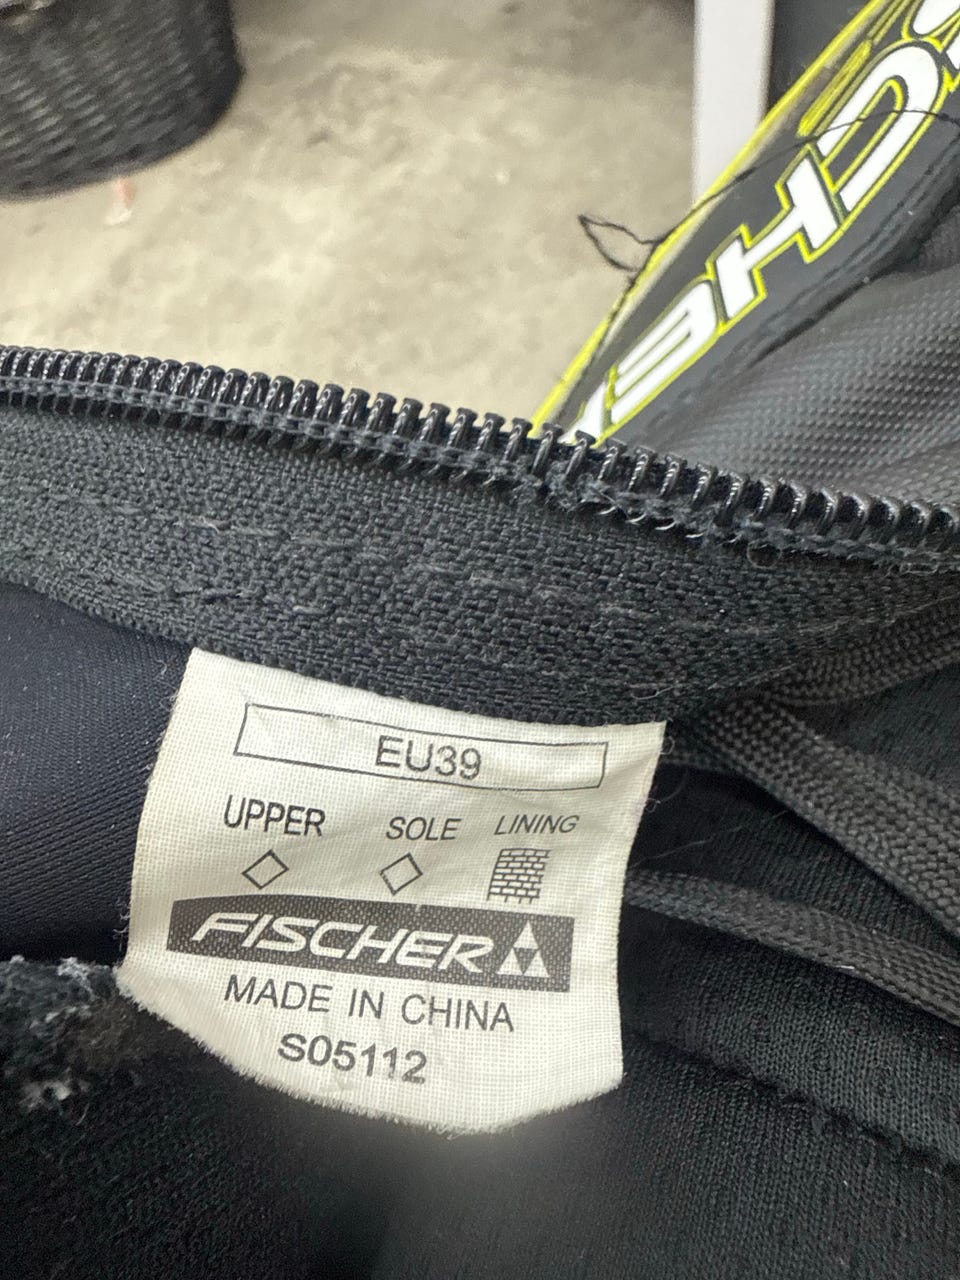 EU39
UPPER SOLE LINING
FISCHER
MADE IN CHINA
S05112